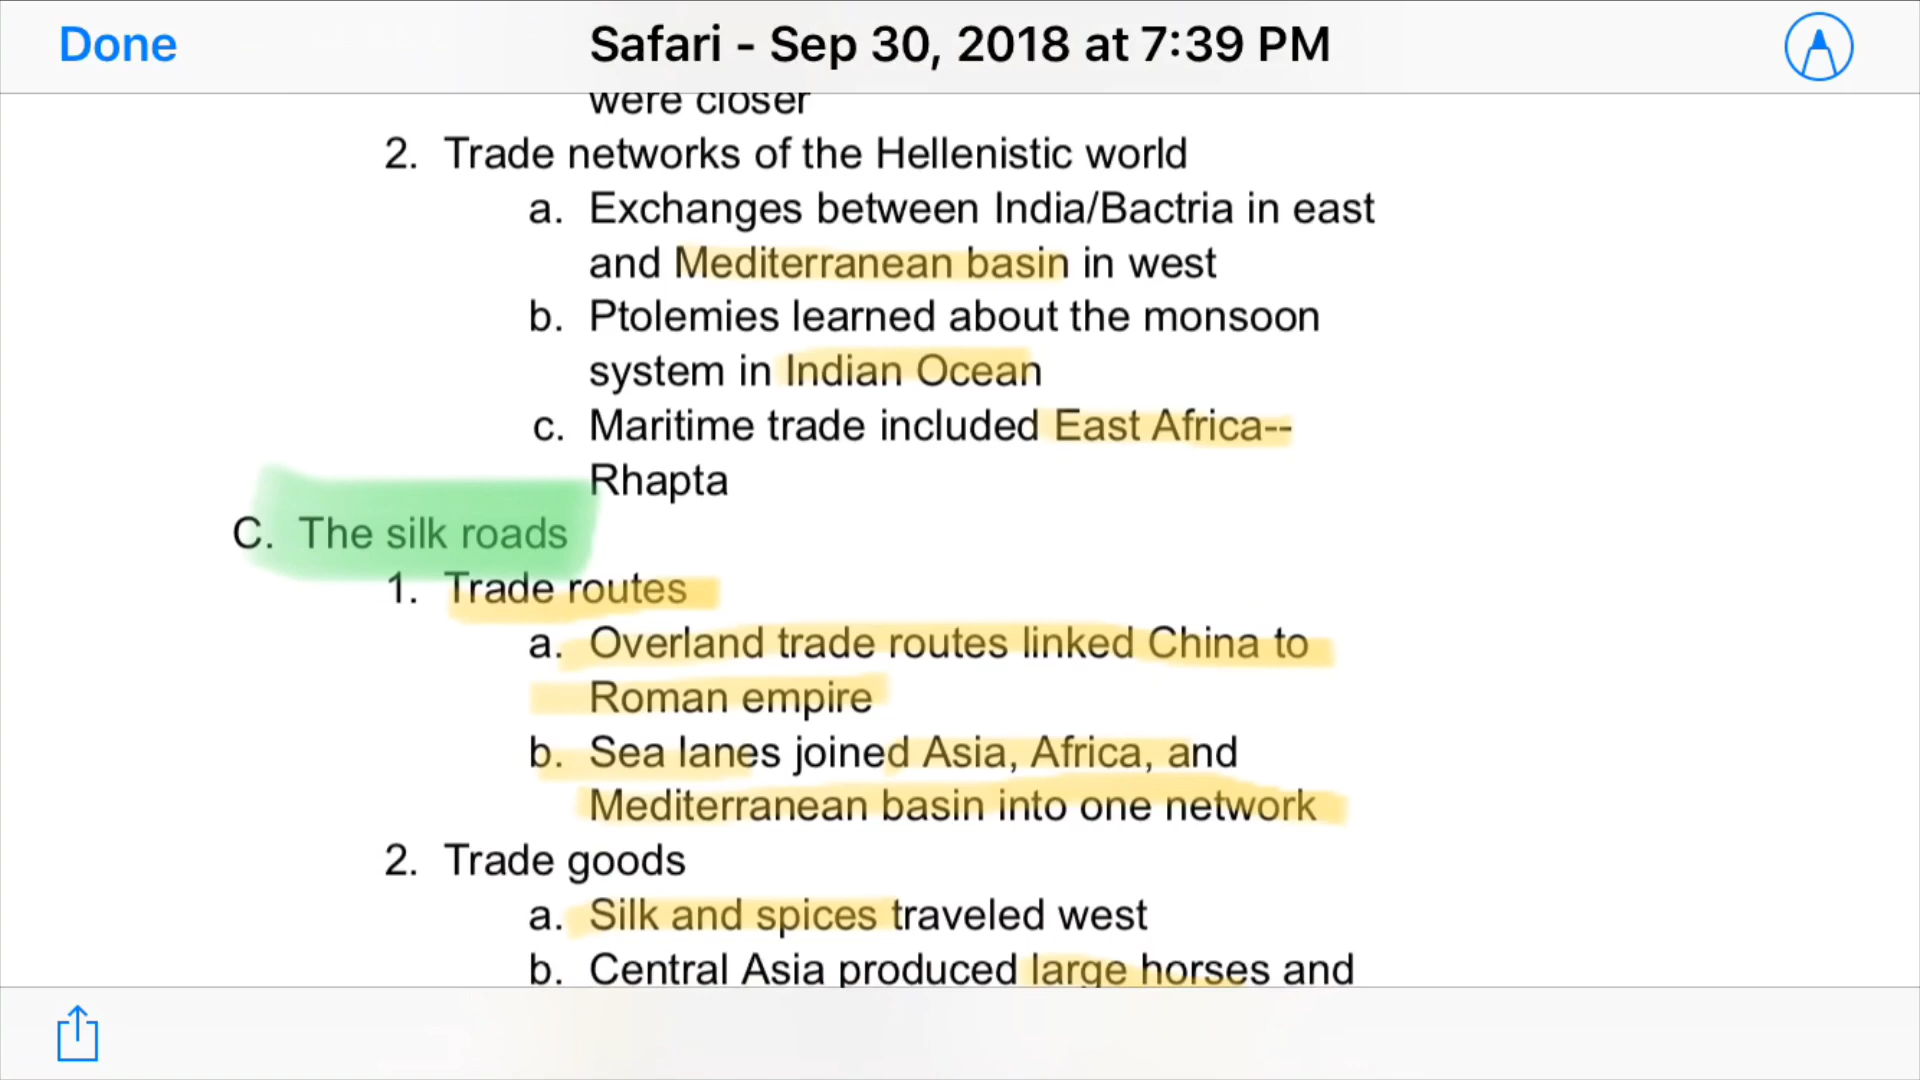 Done
Safari - Sep 30, 2018 at 7:39 PM
were closer
2. Trade networks of the Hellenistic world
a. Exchanges between India/Bactria in east
and Mediterranean basin in west
b. Ptolemies learned about the monsoon
system in Indian Ocean
c. Maritime trade included East Africa--
Rhapta
C. The silk roads
1. Trade routes
a. Overland trade routes linked China to
Roman empire
b. Sea lanes joined Asia, Africa, and
Mediterranean basin into one network
2. Trade goods
a. Silk and spices traveled west
b. Central Asia produced large horses and